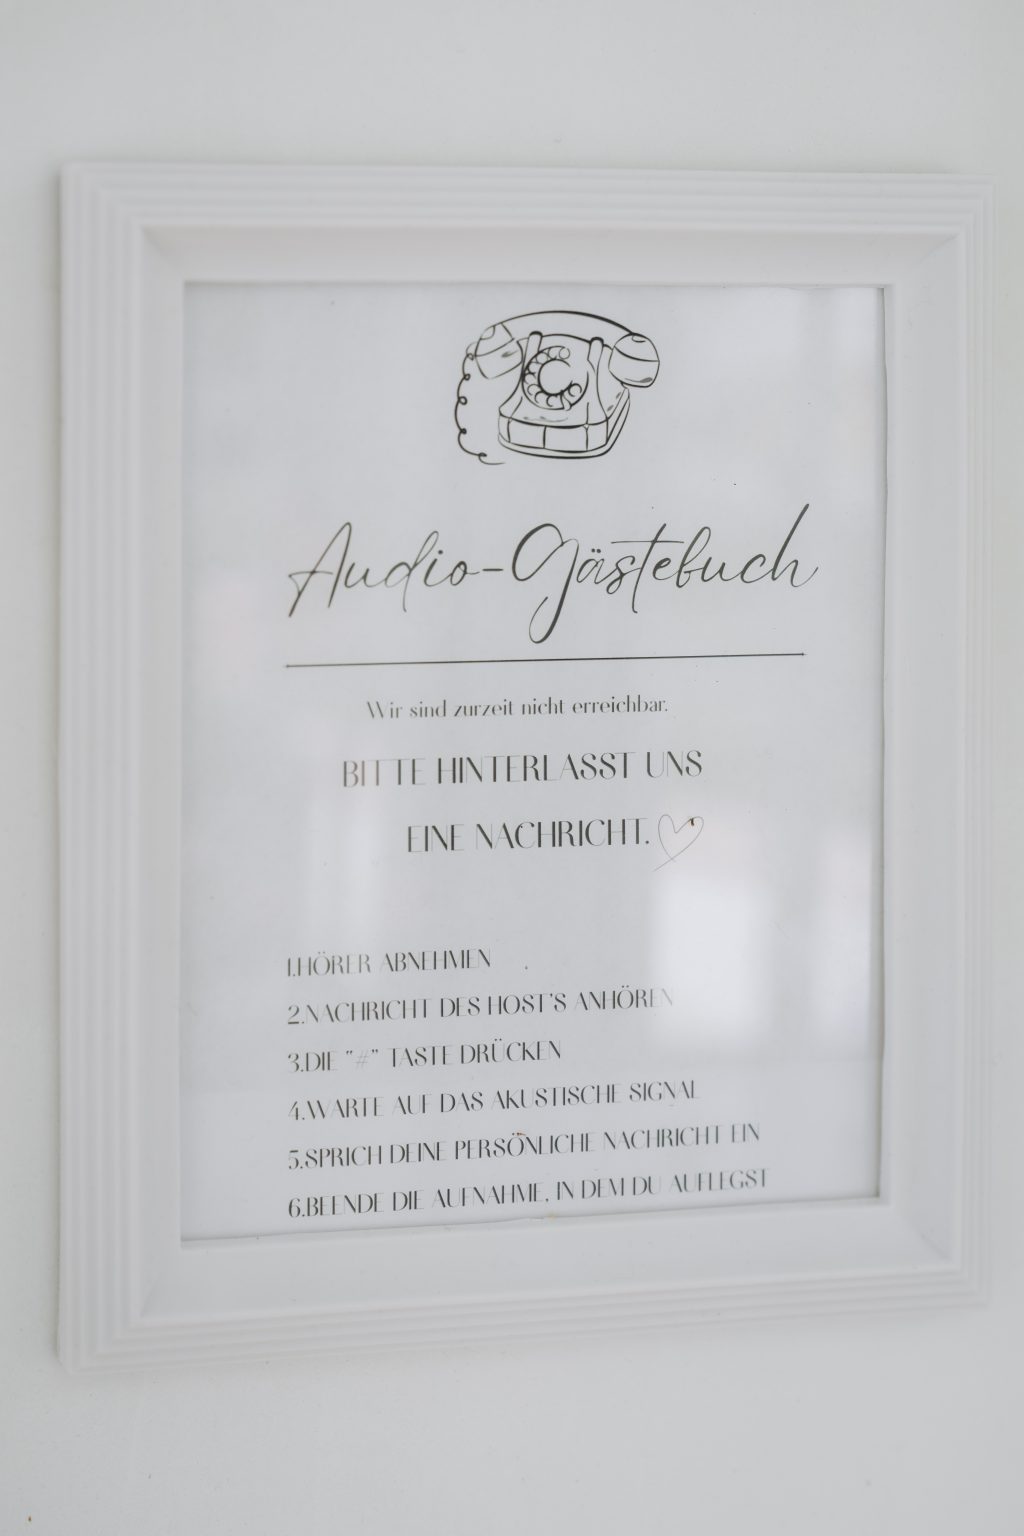 Audio-Gästebuch
Wir sind zurzeit nicht erreichbar.
BITTE HINTERLASST UNS
EINE NACHRICHT.
1.HÖRER ABNEHMEN
2.NACHRICHT DES HOST'S ANHÖREN
3.DIE "#" TASTE DRÜCKEN
4.WARTE AUF DAS AKUSTISCHE SIGNAL
5.SPRICH DEINE PERSÖNLICHE NACHRICHT EIN
6.BEENDE DIE AUFNAHME, IN DEM DU AUFLEGST